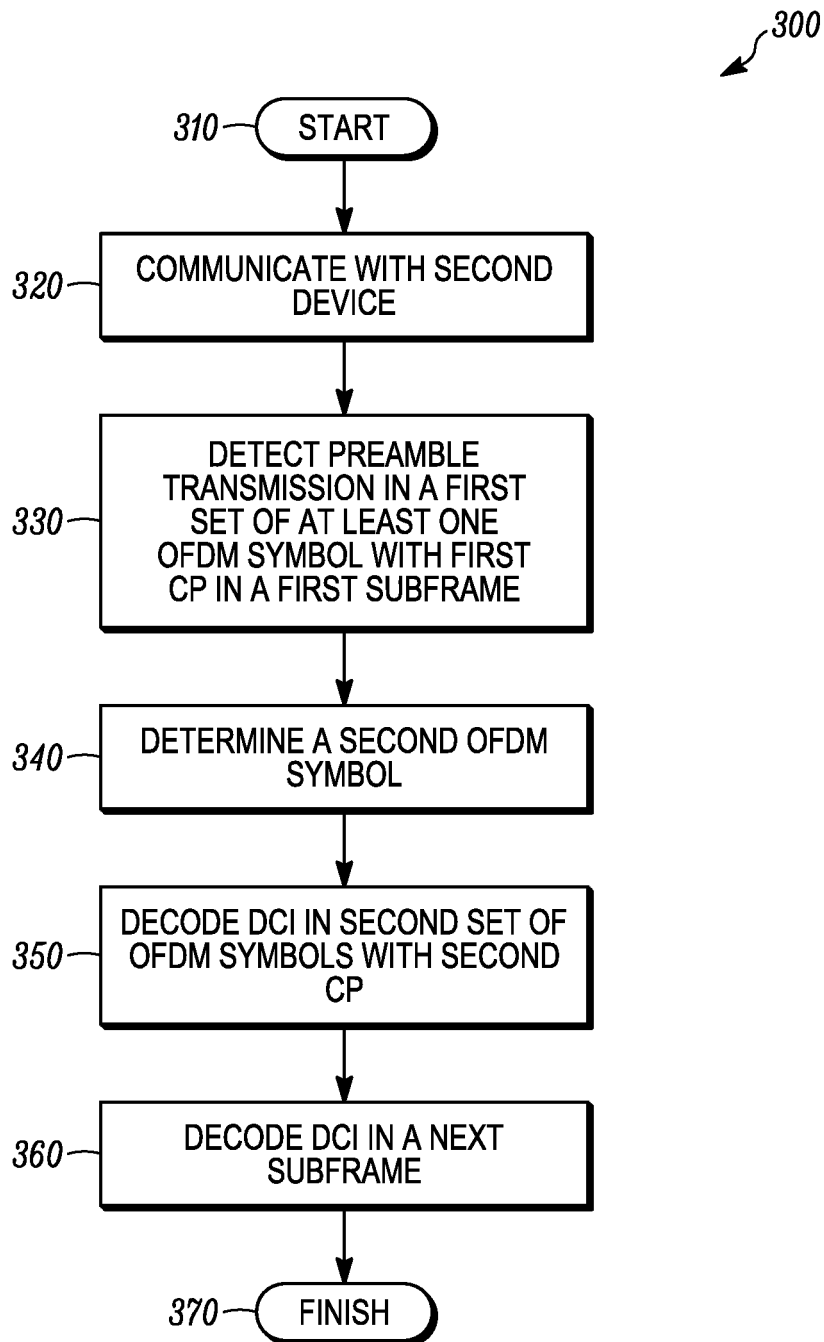 300
310
START
320
COMMUNICATE WITH SECOND
DEVICE
330
DETECT PREAMBLE
TRANSMISSION IN A FIRST
SET OF AT LEAST ONE
OFDM SYMBOL WITH FIRST
CP IN A FIRST SUBFRAME
340
DETERMINE A SECOND OFDM
SYMBOL
350
DECODE DCI IN SECOND SET OF
OFDM SYMBOLS WITH SECOND
CP
360
DECODE DCI IN A NEXT
SUBFRAME
370
FINISH